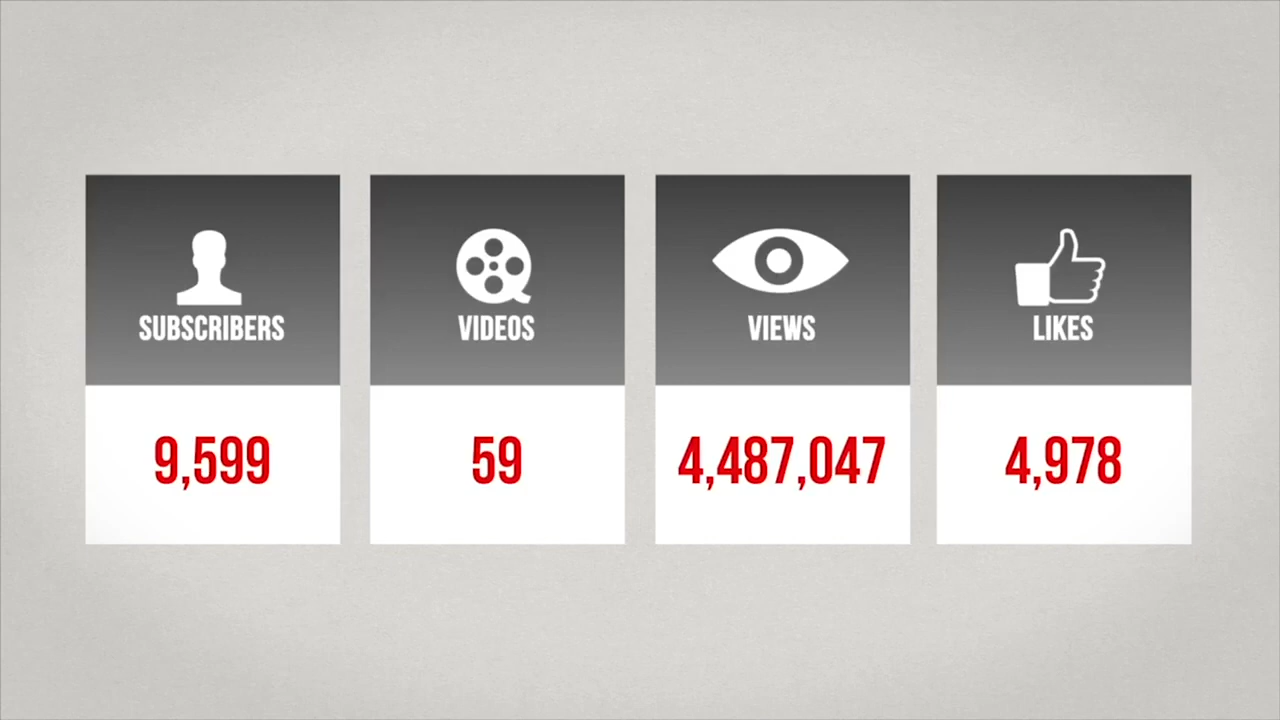 SUBSCRIBERS
9,599
VIDEOS
59
VIEWS
4,487,047
LIKES
4,978